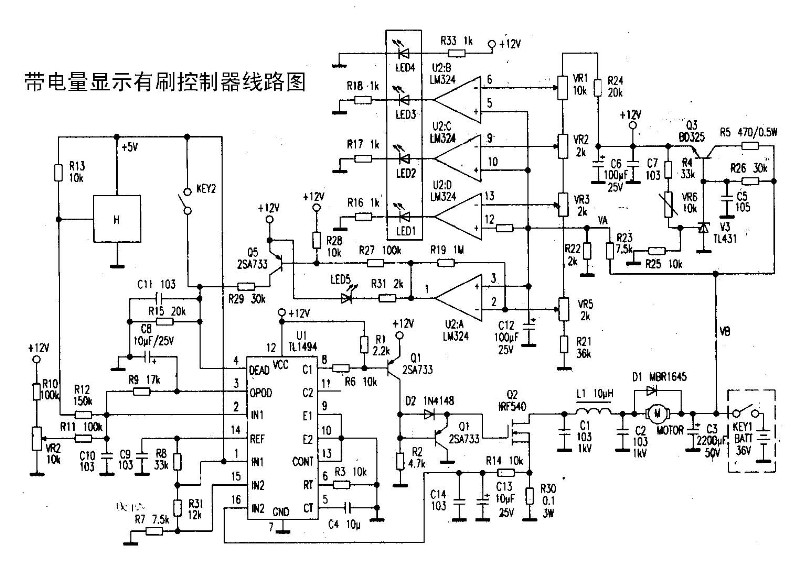 带电量显示有刷控制器线路图
LED4
R33 1k
+12V
U2:B
LM324
6
5
R18 1k
LED3
VR1
10k
R24
20k
U2:C
LM324
9
10
R17 1k
LED2
VR2
2k
+12V
C6
100μF
25V
C7
103
R4
33k
Q3
BD325
R5 470/0.5W
R26 30k
VR6
10k
C5
105
V3
TL431
R25 10k
U2:D
LM324
13
12
R16 1k
LED1
VR3
2k
VA
R22
2k
R23
7.5k
R13
10k
+5V
H
KEY2
+12V
Q5
2SA733
R28
10k
R27 100k
R19 1M
LED5
R31 2k
1
3
2
U2:A
LM324
C12
100μF
25V
VR5
2k
R21
36k
VB
R29 30k
C11 103
R15 20k
C8
10μF/25V
R9 17k
+12V
R10
100k
R12
150k
R11 100k
VR2
10k
C10
103
C9
103
R8
33k
R31
12k
R7 7.5k
+12V
U1
TL1494
12
VCC
4
DEAD
3
OPOD
2
IN1
14
REF
1
IN1
15
IN2
16
IN2
8
C1
11
C2
9
E1
10
E2
13
CONT
6
RT
5
CT
GND
7
R1
2.2k
R6 10k
+12V
Q1
2SA733
D2 1N4148
Q1
2SA733
R2
4.7k
R3 10k
C4 10μ
Q2
IRF540
R14 10k
C14
103
C13
10μF
25V
R30
0.1
3W
L1 10μH
C1
103
1kV
C2
103
1kV
D1 MBR1645
M
MOTOR
C3
2200μF
50V
KEY1
BATT
36V